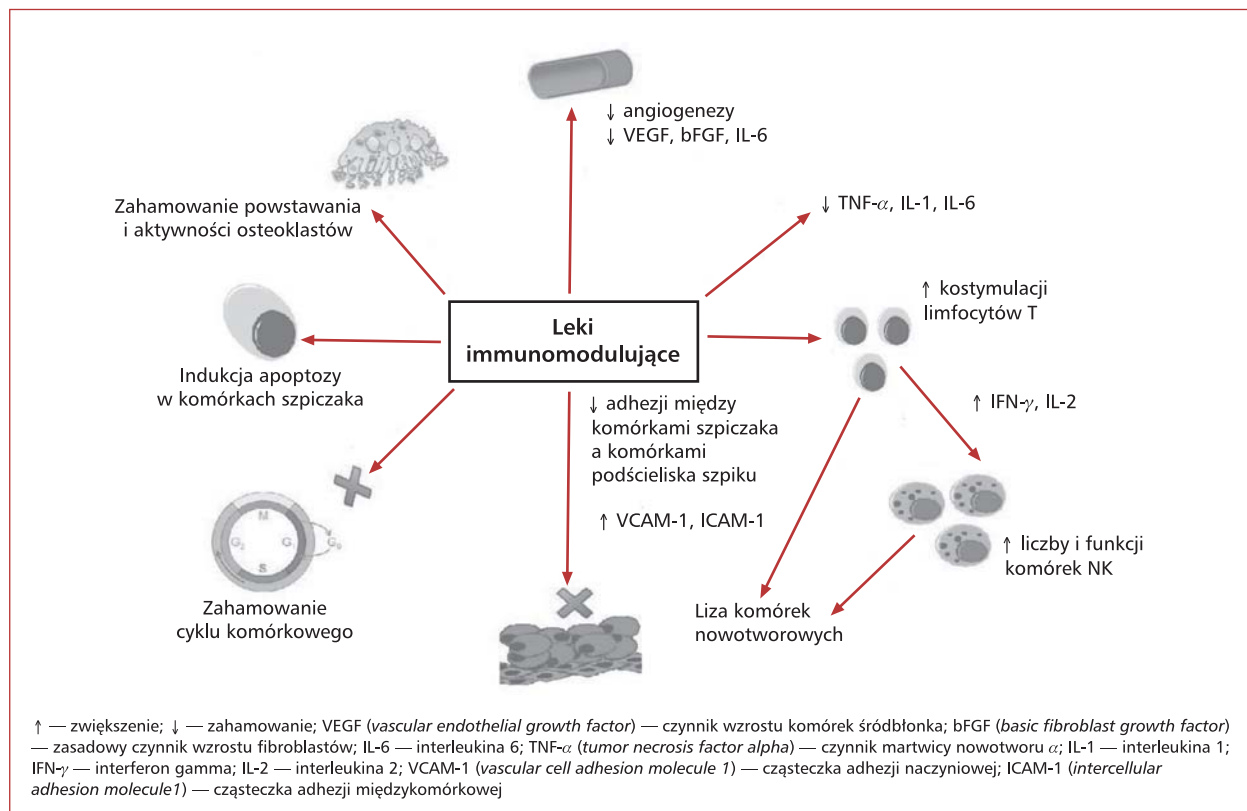 ↓ angiogenezy
↓ VEGF, bFGF, IL-6
Zahamowanie powstawania
i aktywności osteoklastów
↓ TNF-α, IL-1, IL-6
↑ kostymulacji
limfocytów T
Leki
immunomodulujące
Indukcja apoptozy
w komórkach szpiczaka
↓ adhezji między
komórkami szpiczaka
a komórkami
podścieliska szpiku
↑ VCAM-1, ICAM-1
↑ IFN-γ, IL-2
M
G₂
S
G₀
↑ liczby i funkcji
komórek NK
Zahamowanie
cyklu komórkowego
Liza komórek
nowotworowych
↑ — zwiększenie; ↓ — zahamowanie; VEGF (vascular endothelial growth factor) — czynnik wzrostu komórek śródbłonka; bFGF (basic fibroblast growth factor)
— zasadowy czynnik wzrostu fibroblastów; IL-6 — interleukina 6; TNF-α (tumor necrosis factor alpha) — czynnik martwicy nowotworu α; IL-1 — interleukina 1;
IFN-γ — interferon gamma; IL-2 — interleukina 2; VCAM-1 (vascular cell adhesion molecule 1) — cząsteczka adhezji naczyniowej; ICAM-1 (intercellular
adhesion molecule1) — cząsteczka adhezji międzykomórkowej